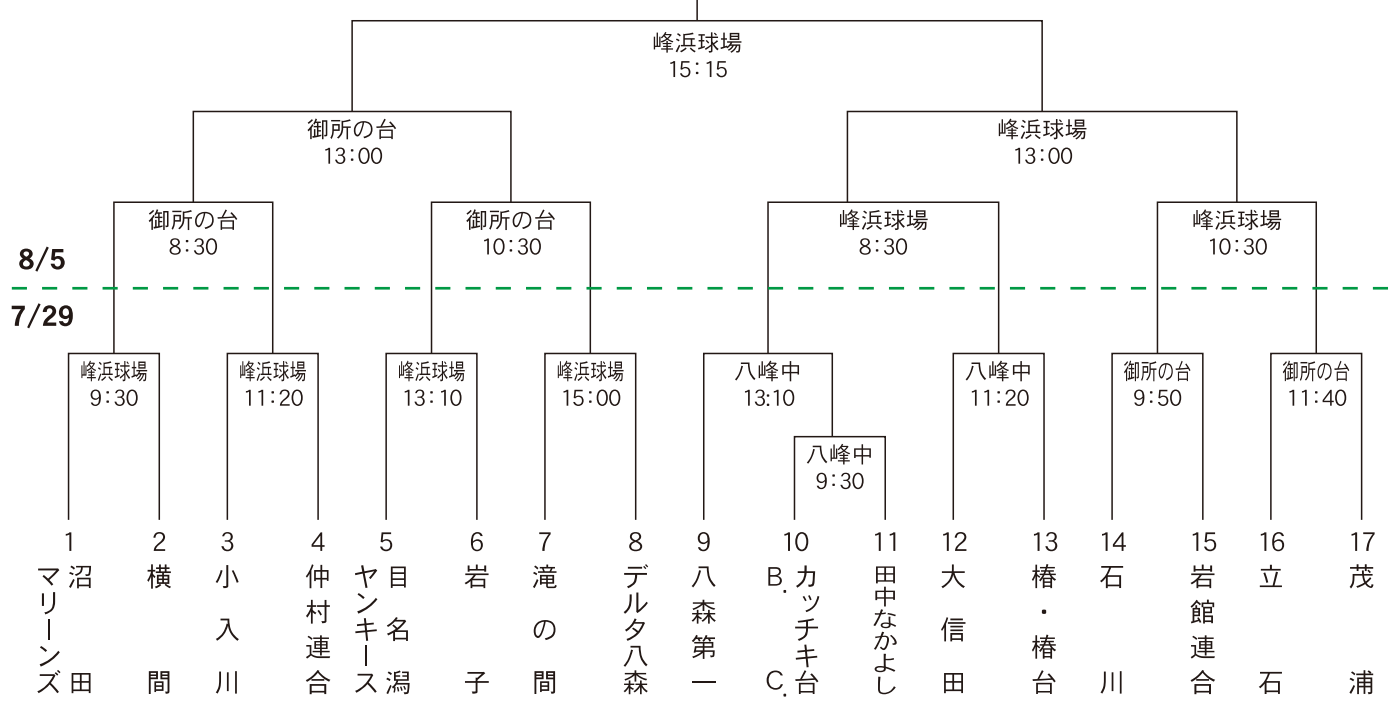 峰浜球場
15:15
御所の台
13:00
峰浜球場
13:00
御所の台
8:30
御所の台
10:30
峰浜球場
8:30
峰浜球場
10:30
8/5
7/29
峰浜球場
9:30
峰浜球場
11:20
峰浜球場
13:10
峰浜球場
15:00
八峰中
13:10
八峰中
11:20
御所の台
9:50
御所の台
11:40
八峰中
9:30
1
沼田
マリーンズ
2
横間
3
小入川
4
仲村連合
5
目名潟
ヤンキース
6
岩子
7
滝の間
8
デルタ八森
9
八森第一
10
カッチキ台
B.C.
11
田中なかよし
12
大信田
13
椿・椿台
14
石川
15
岩館連合
16
立石
17
茂浦